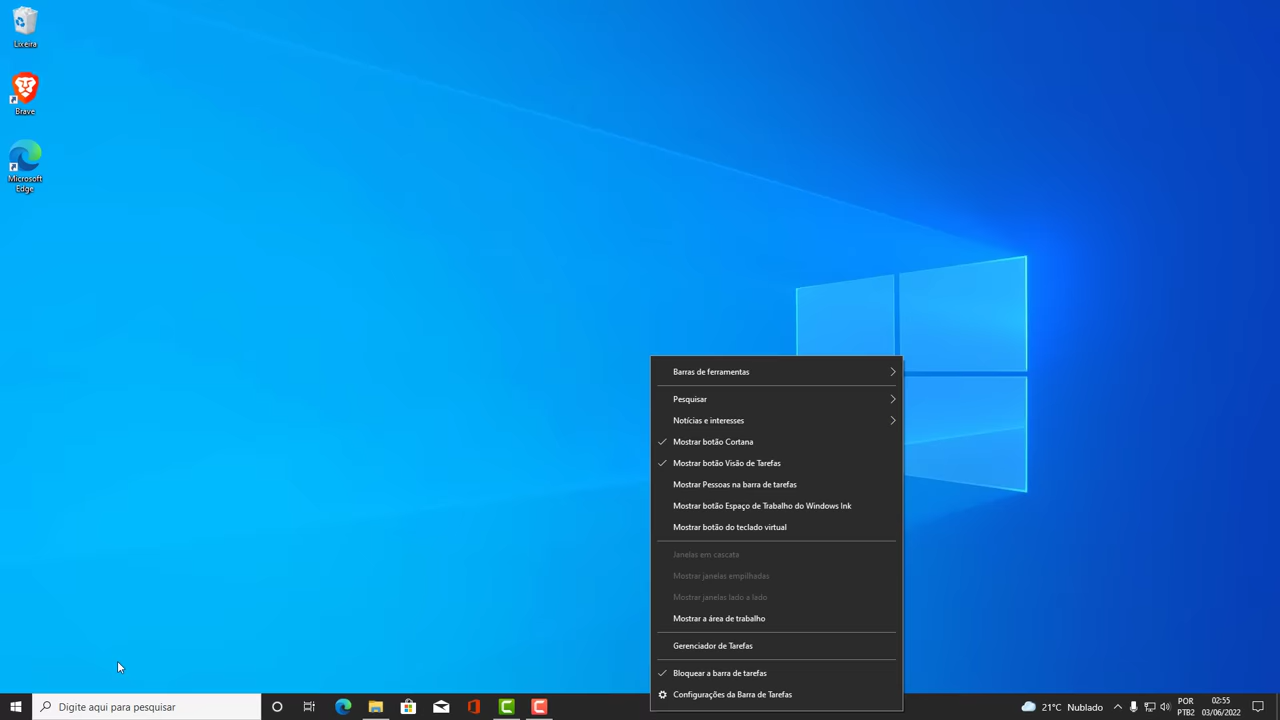 Lixeira
Brave
Microsoft
Edge
Barras de ferramentas
Pesquisar
Notícias e interesses
Mostrar botão Cortana
Mostrar botão Visão de Tarefas
Mostrar Pessoas na barra de tarefas
Mostrar botão Espaço de Trabalho do Windows Ink
Mostrar botão do teclado virtual
Janelas em cascata
Mostrar janelas empilhadas
Mostrar janelas lado a lado
Mostrar a área de trabalho
Gerenciador de Tarefas
Bloquear a barra de tarefas
Configurações da Barra de Tarefas
Digite aqui para pesquisar
21°C Nublado
POR
PTB2
02:55
03/06/2022